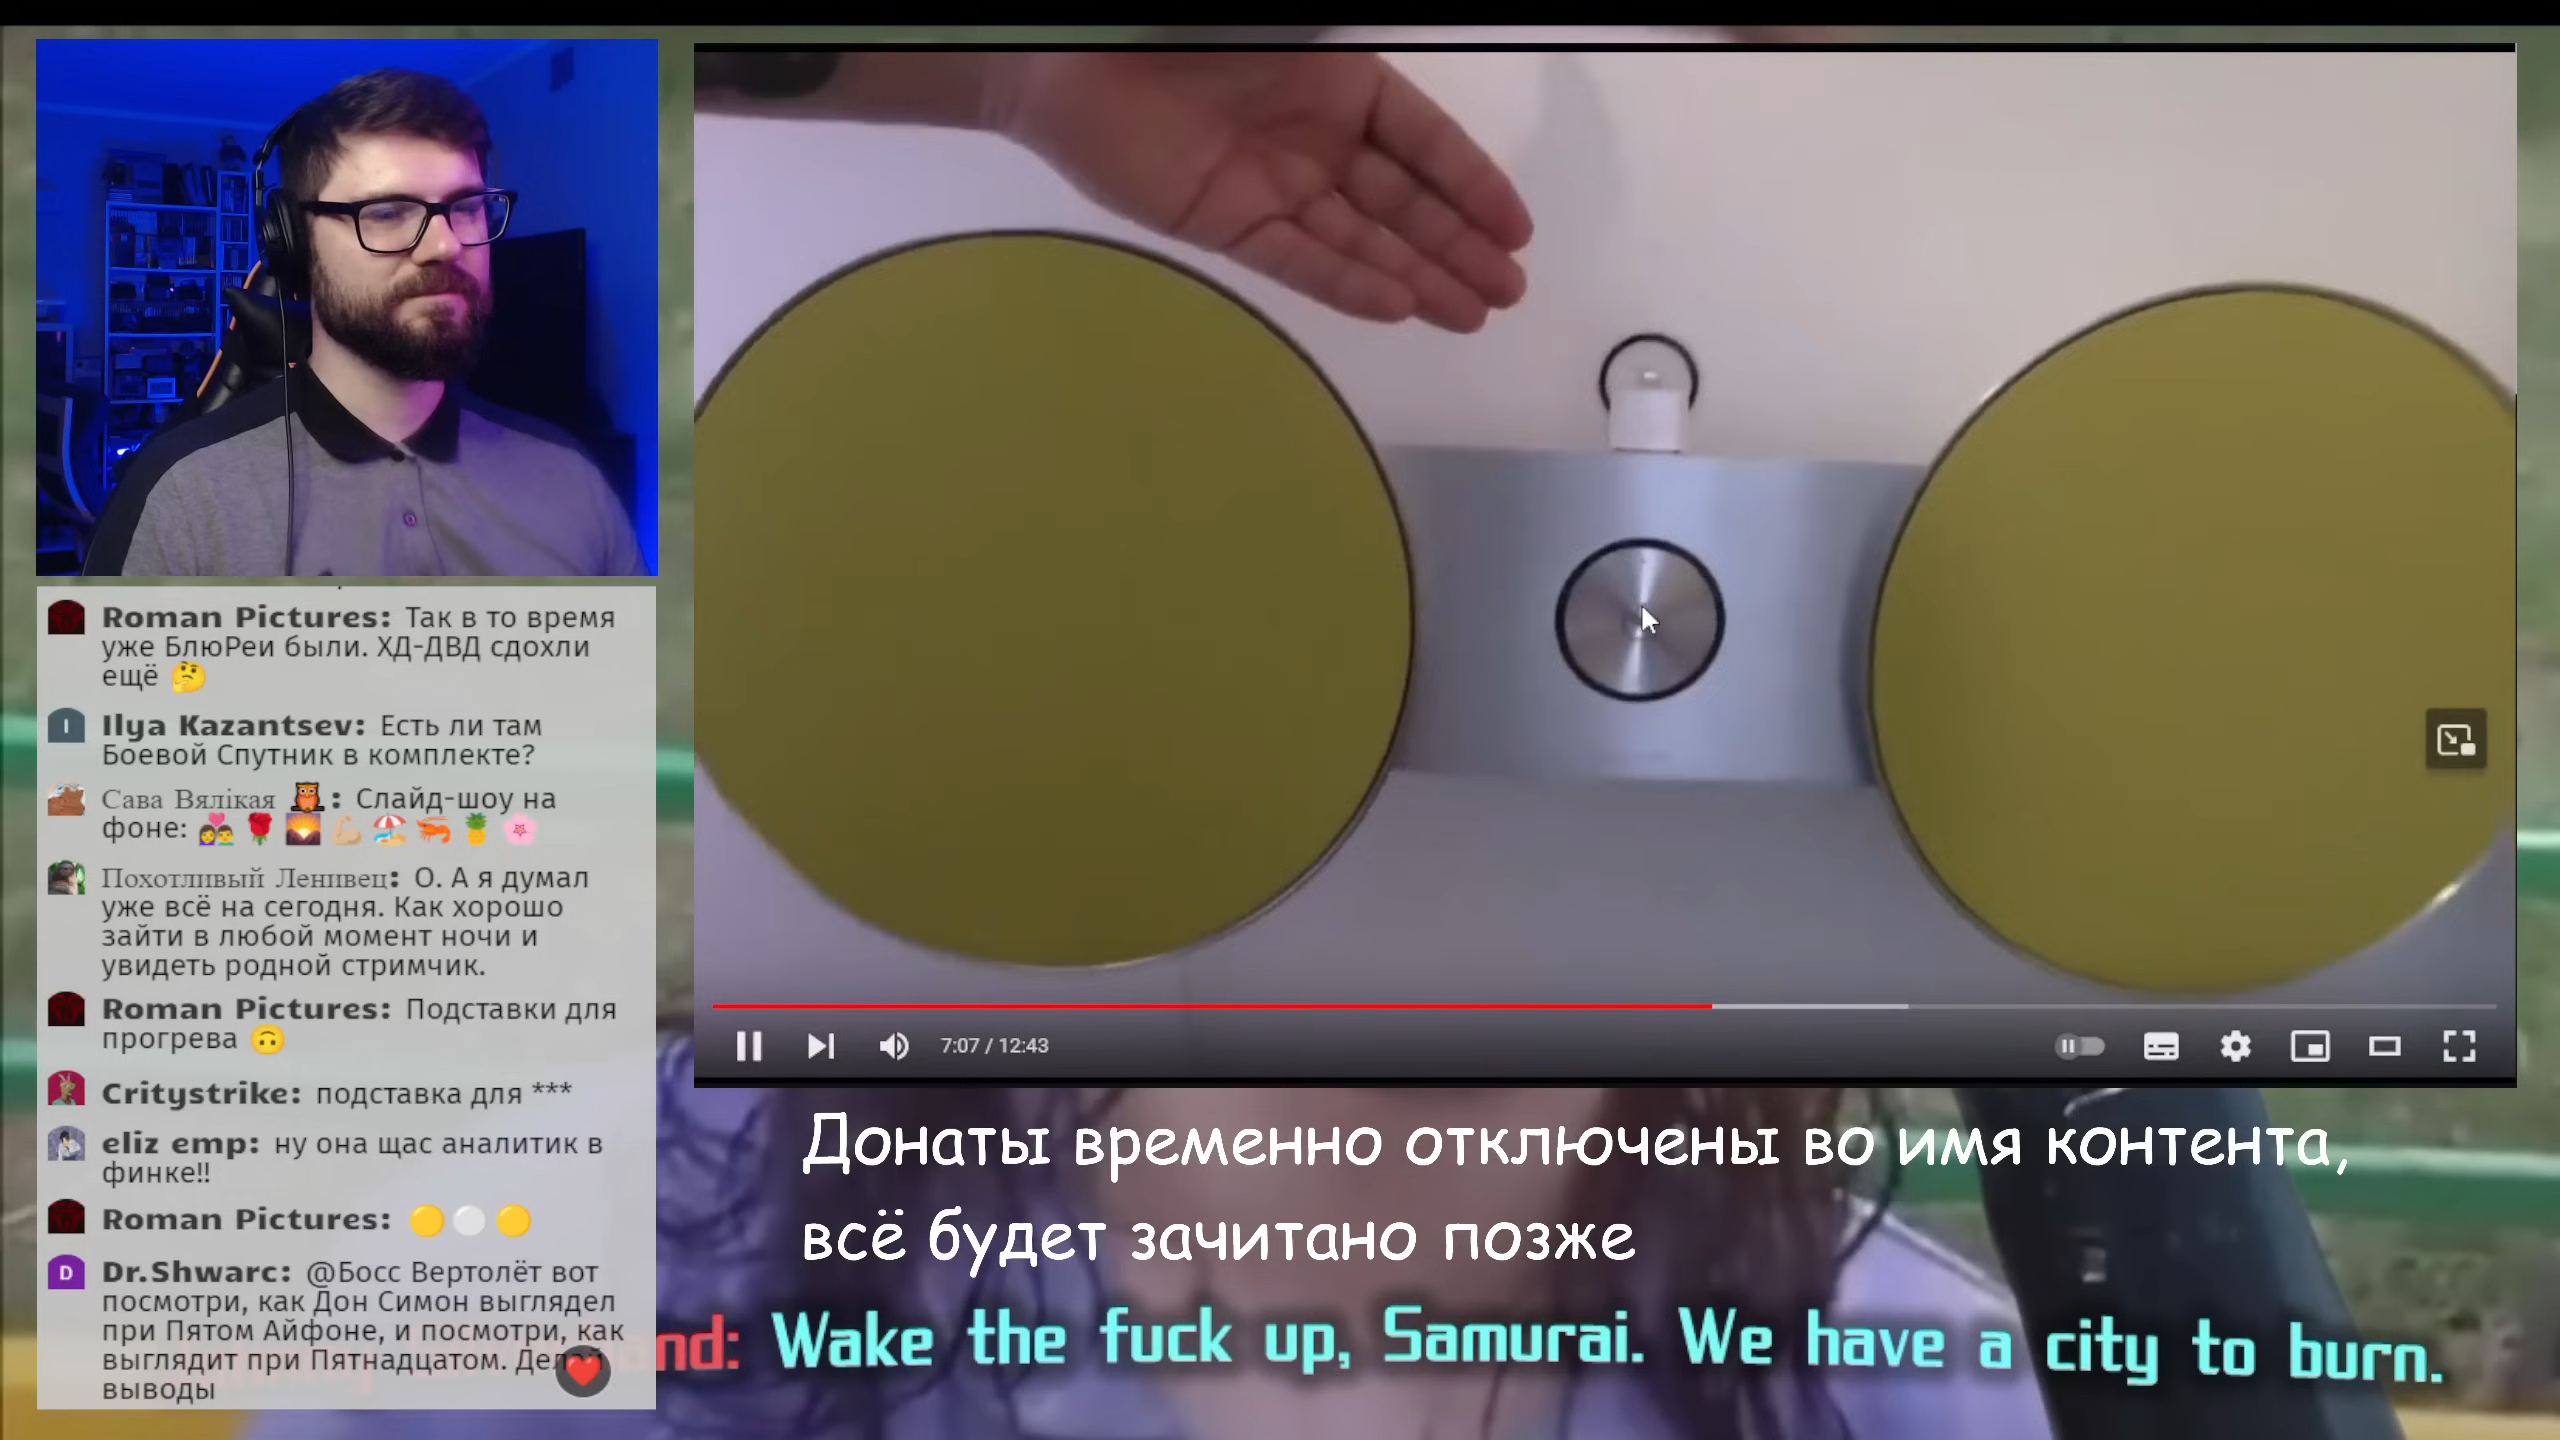 Roman Pictures: Так в то время
уже БлюРеи были. ХД-ДВД сдохли
ещё 🤔
I
Ilya Kazantsev: Есть ли там
Боевой Спутник в комплекте?
Сава Вялікая 🦉: Слайд-шоу на
фоне: 💑🌹🌄💪🏼🏖️🦐🍍🌸
Похотливый Ленивец: О. А я думал
уже всё на сегодня. Как хорошо
зайти в любой момент ночи и
увидеть родной стримчик.
Roman Pictures: Подставки для
прогрева 🙃
Critystrike: подставка для ***
eliz emp: ну она щас аналитик в
финке!!
Roman Pictures: 🟡⚪🟡
D
Dr.Shwarc: @Босс Вертолёт вот
посмотри, как Дон Симон выглядел
при Пятом Айфоне, и посмотри, как
выглядит при Пятнадцатом. Дел
выводы
7:07 / 12:43
Донаты временно отключены во имя контента,
всё будет зачитано позже
and: Wake the fuck up, Samurai. We have a city to burn.